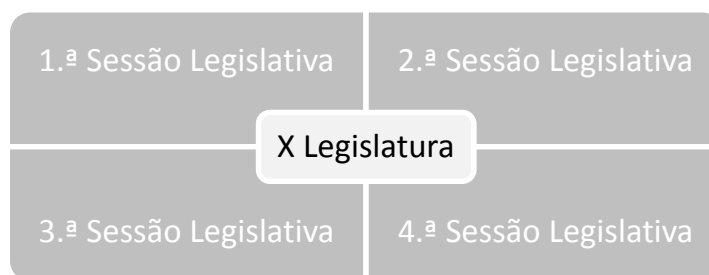 1.ª Sessão Legislativa
2.ª Sessão Legislativa
X Legislatura
3.ª Sessão Legislativa
4.ª Sessão Legislativa